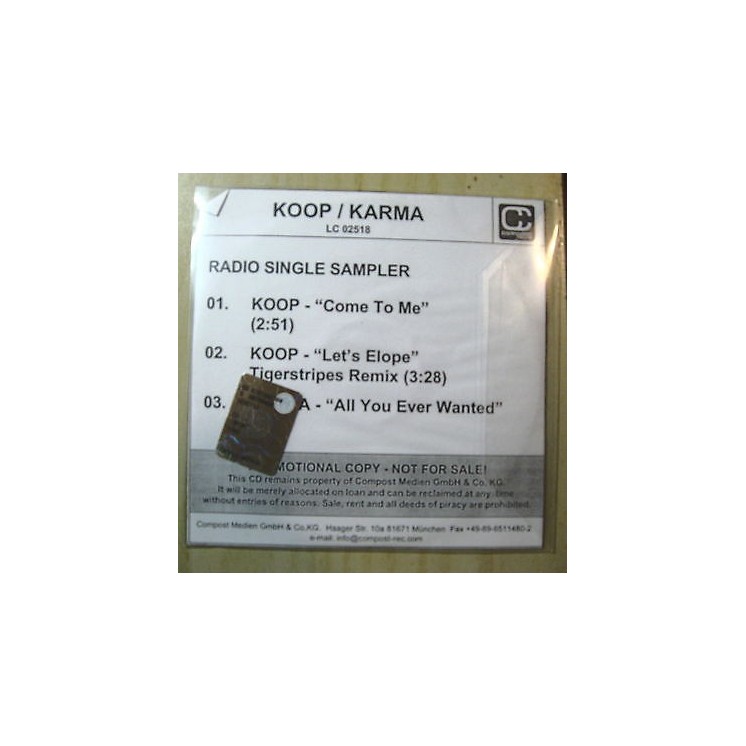 KOOP / KARMA
LC 02518
RADIO SINGLE SAMPLER
01. KOOP - “Come To Me”
(2:51)
02. KOOP - “Let’s Elope”
Tigerstripes Remix (3:28)
03. A - “All You Ever Wanted”
OMOTIONAL COPY - NOT FOR SALE!
This CD remains property of Compost Medien GmbH & Co. KG.
It will be merely allocated on loan and can be reclaimed at any, time
without entries of reasons. Sale, rent and all deeds of piracy are prohibited.
Compost Medien GmbH & Co.KG. Haager Str. 10a 81671 München Fax +49-89-6511480-2
e-mail: info@compost-rec.com